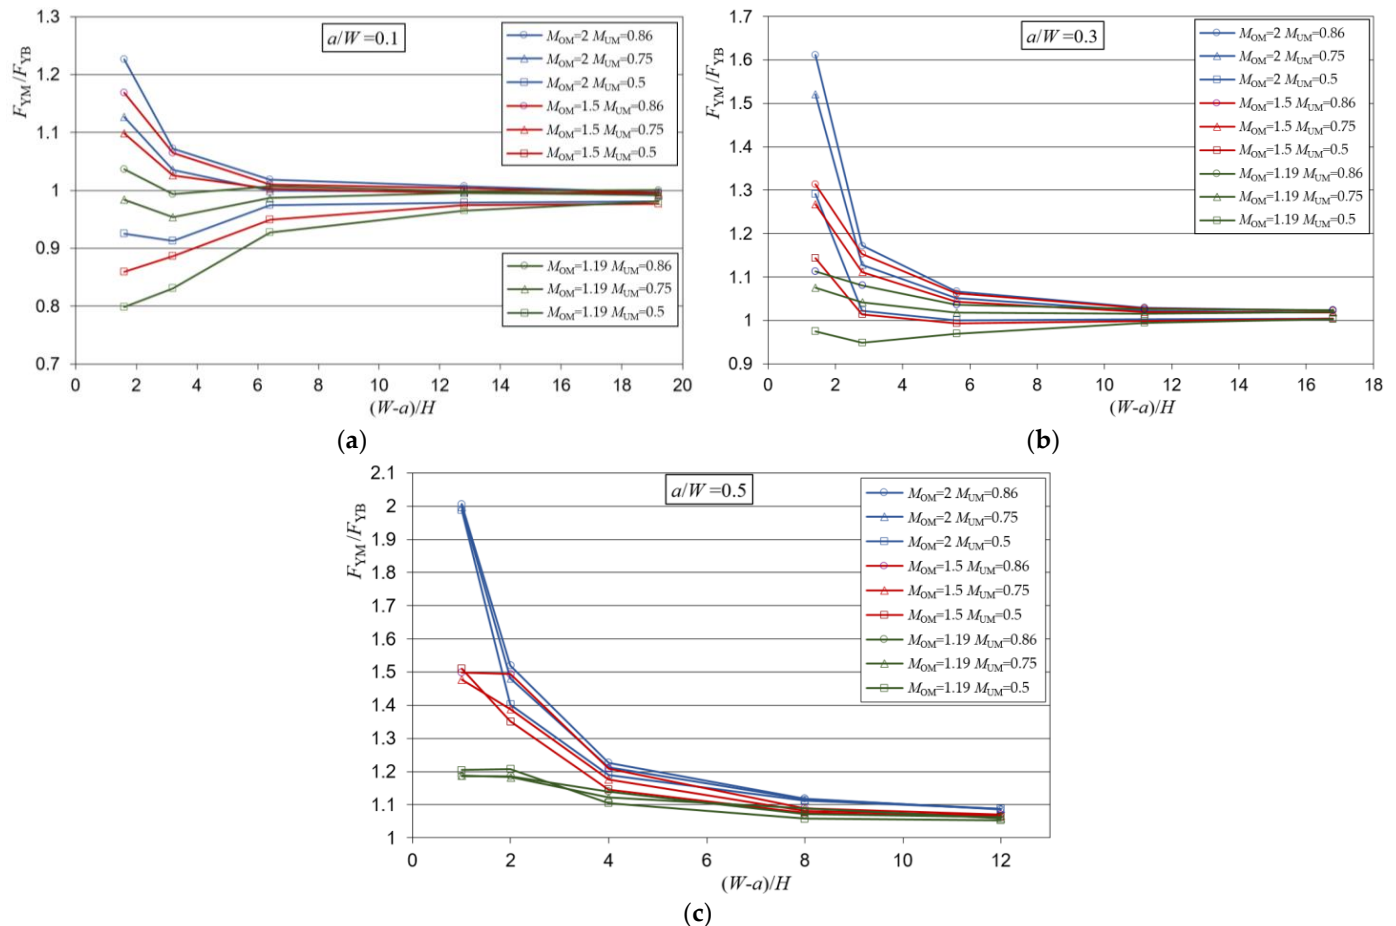 1.3
1.2
1.1
1
0.9
0.8
0.7
F_YM/F_YB
a/W=0.1
M_OM=2 M_UM=0.86
M_OM=2 M_UM=0.75
M_OM=2 M_UM=0.5
M_OM=1.5 M_UM=0.86
M_OM=1.5 M_UM=0.75
M_OM=1.5 M_UM=0.5
M_OM=1.19 M_UM=0.86
M_OM=1.19 M_UM=0.75
M_OM=1.19 M_UM=0.5
0 2 4 6 8 10 12 14 16 18 20
(W-a)/H
(a)
1.7
1.6
1.5
1.4
1.3
1.2
1.1
1
0.9
F_YM/F_YB
a/W=0.3
M_OM=2 M_UM=0.86
M_OM=2 M_UM=0.75
M_OM=2 M_UM=0.5
M_OM=1.5 M_UM=0.86
M_OM=1.5 M_UM=0.75
M_OM=1.5 M_UM=0.5
M_OM=1.19 M_UM=0.86
M_OM=1.19 M_UM=0.75
M_OM=1.19 M_UM=0.5
0 2 4 6 8 10 12 14 16 18
(W-a)/H
(b)
2.1
2
1.9
1.8
1.7
1.6
1.5
1.4
1.3
1.2
1.1
1
F_YM/F_YB
a/W=0.5
M_OM=2 M_UM=0.86
M_OM=2 M_UM=0.75
M_OM=2 M_UM=0.5
M_OM=1.5 M_UM=0.86
M_OM=1.5 M_UM=0.75
M_OM=1.5 M_UM=0.5
M_OM=1.19 M_UM=0.86
M_OM=1.19 M_UM=0.75
M_OM=1.19 M_UM=0.5
0 2 4 6 8 10 12
(W-a)/H
(c)